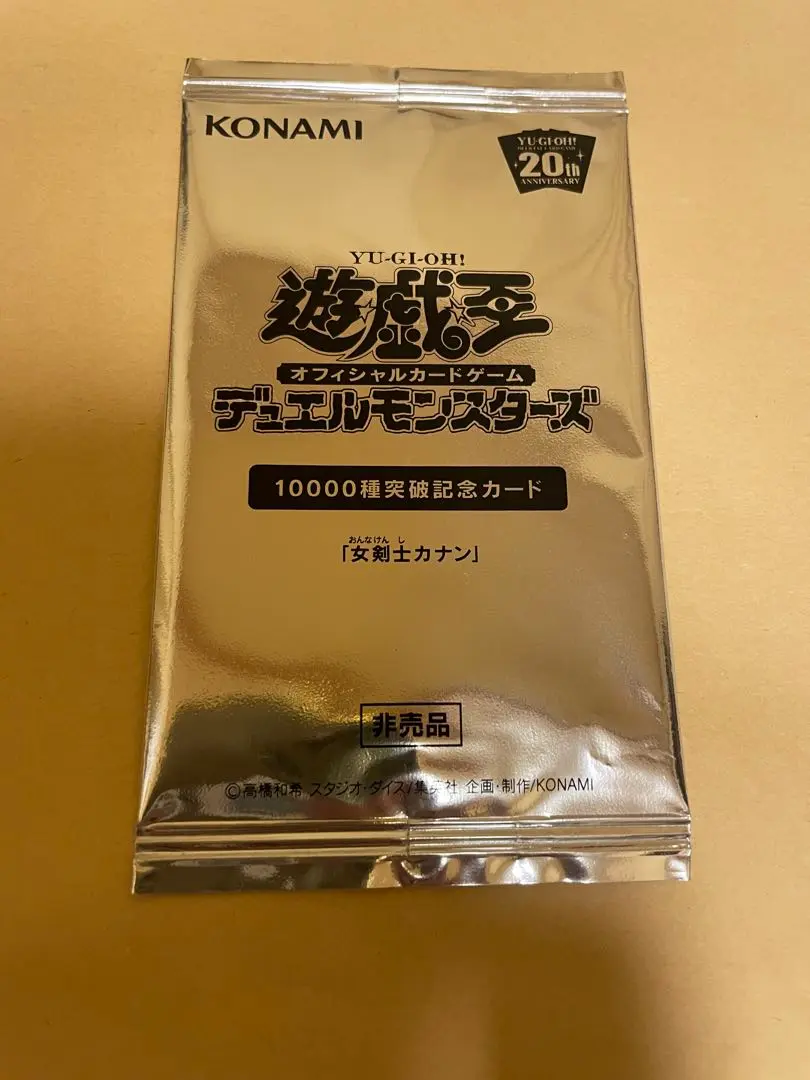 KONAMI
YU-GI-OH!
OFFICIAL CARD GAME
20th
ANNIVERSARY
YU-GI-OH!
遊☆戯☆王
オフィシャルカードゲーム
デュエルモンスターズ
10000種突破記念カード
おんなけんし
「女剣士カナン」
非売品
©高橋和希 スタジオ・ダイス/集英社 企画・制作/KONAMI